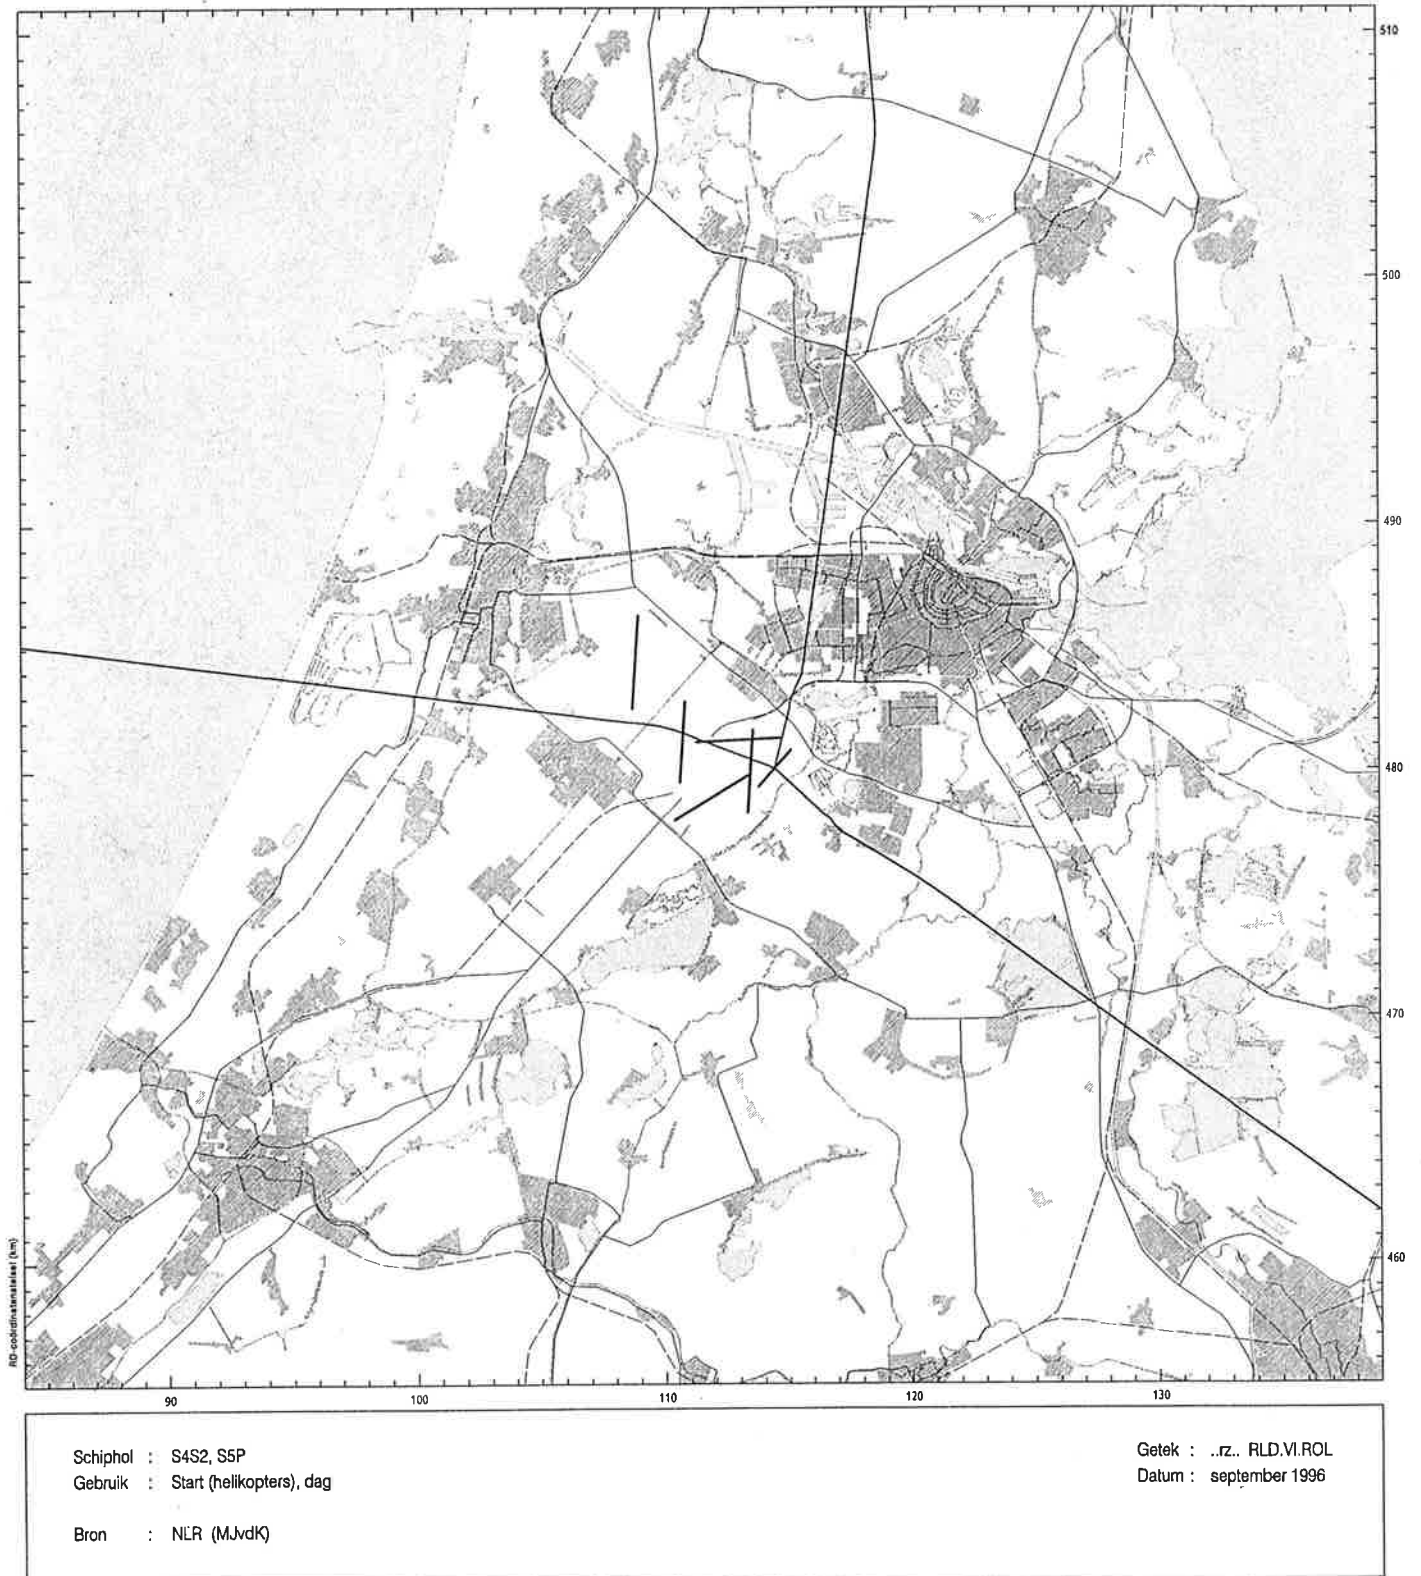 510
500
490
480
470
460
RD-coördinatenstelsel (km)
90 100 110 120 130
Schiphol : S4S2, S5P
Gebruik : Start (helikopters), dag
Bron : NLR (MJvdK)
Getek : ..rz.. RLD.VI.ROL
Datum : september 1996